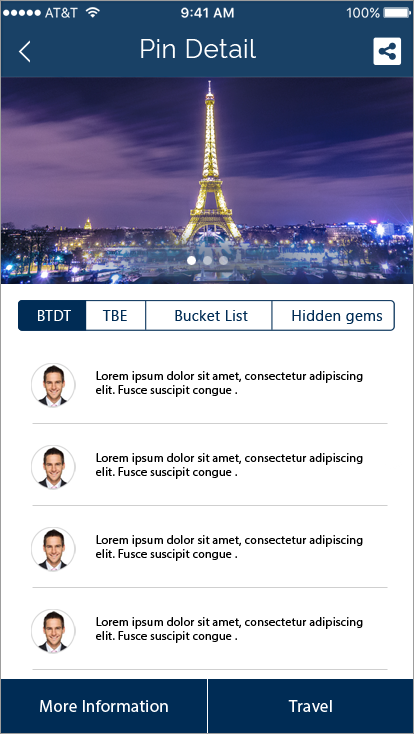 AT&T 9:41 AM 100%
Pin Detail
BTDT TBE Bucket List Hidden gems
Lorem ipsum dolor sit amet, consectetur adipiscing
elit. Fusce suscipit congue .
Lorem ipsum dolor sit amet, consectetur adipiscing
elit. Fusce suscipit congue .
Lorem ipsum dolor sit amet, consectetur adipiscing
elit. Fusce suscipit congue .
Lorem ipsum dolor sit amet, consectetur adipiscing
elit. Fusce suscipit congue .
More Information Travel